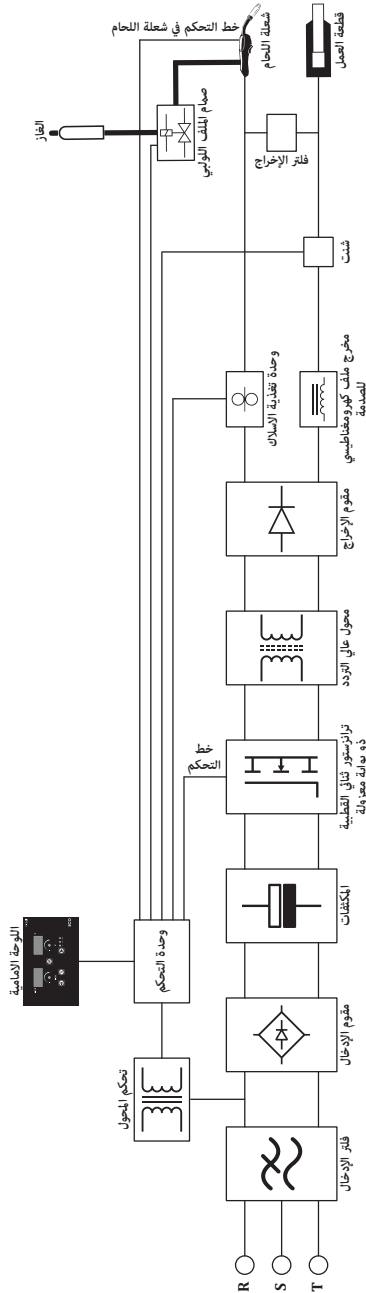 خط التحكم في شعلة اللحام
شعلة اللحام
قطعة العمل
الغاز
صمام الملف اللولبي
فلتر الإخراج
شنت
وحدة تغذية الاسلاك
مخرج ملف كهرومغناطيسي
للصدمة
مقوم الإخراج
محول عالي التردد
خط
التحكم
ترانزستور ثنائي القطبية
ذو بوابة معزولة
المكثفات
اللوحة الامامية
وحدة التحكم
مقوم الإدخال
تحكم المحول
فلتر الإدخال
R
S
T